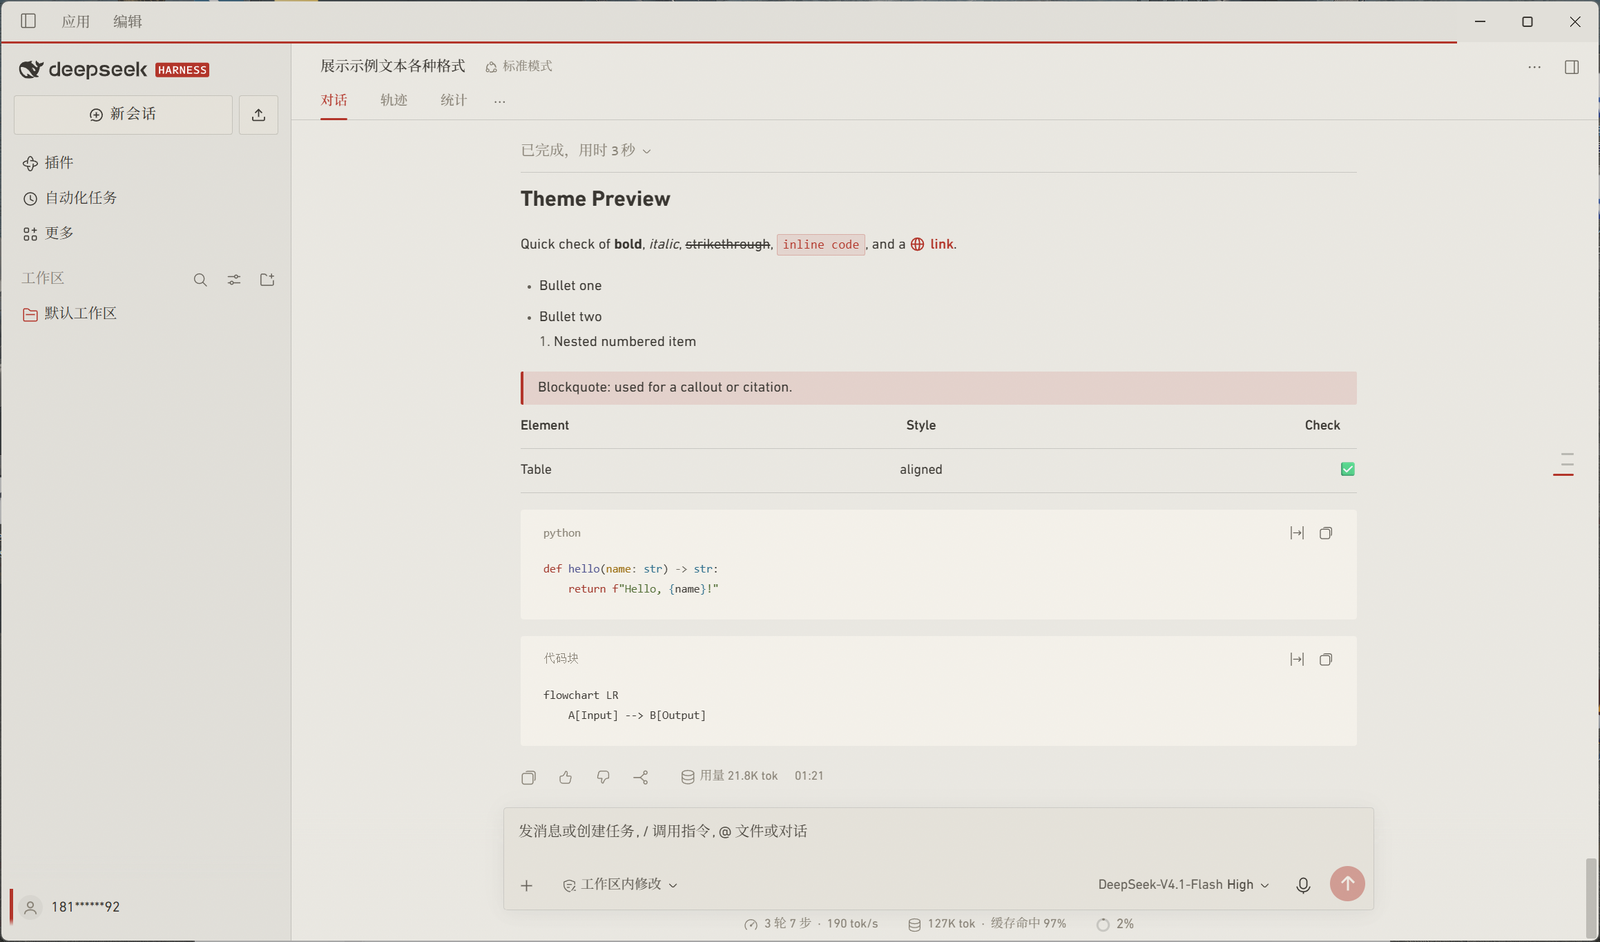 应用 编辑
deepseek HARNESS
新会话
插件
自动化任务
更多
工作区
默认工作区
181******92
展示示例文本各种格式 标准模式
对话 轨迹 统计 ...
已完成，用时 3 秒
Theme Preview
Quick check of bold, italic, strikethrough, inline code, and a link.
• Bullet one
• Bullet two
1. Nested numbered item
Blockquote: used for a callout or citation.
Element Style Check
Table aligned ✅
python
def hello(name: str) -> str:
    return f"Hello, {name}!"
代码块
flowchart LR
    A[Input] --> B[Output]
用量 21.8K tok 01:21
发消息或创建任务, / 调用指令, @ 文件或对话
工作区内修改 DeepSeek-V4.1-Flash High
3 轮 7 步 · 190 tok/s 127K tok · 缓存命中 97% 2%